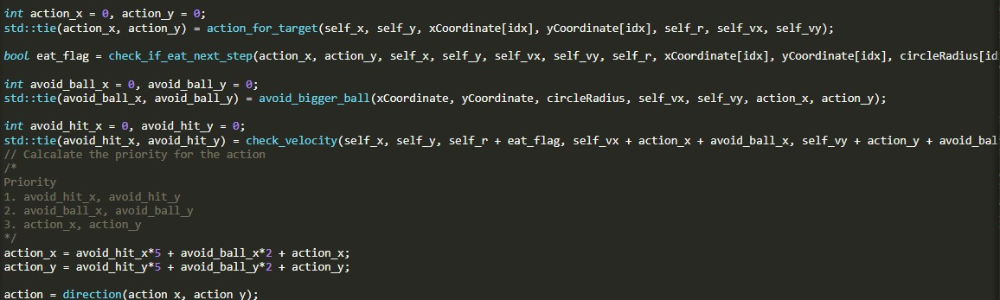 int action_x = 0, action_y = 0;
std::tie(action_x, action_y) = action_for_target(self_x, self_y, xCoordinate[idx], yCoordinate[idx], self_r, self_vx, self_vy);
bool eat_flag = check_if_eat_next_step(action_x, action_y, self_x, self_y, self_vx, self_vy, self_r, xCoordinate[idx], yCoordinate[idx], circleRadius[id
int avoid_ball_x = 0, avoid_ball_y = 0;
std::tie(avoid_ball_x, avoid_ball_y) = avoid_bigger_ball(xCoordinate, yCoordinate, circleRadius, self_vx, self_vy, action_x, action_y);
int avoid_hit_x = 0, avoid_hit_y = 0;
std::tie(avoid_hit_x, avoid_hit_y) = check_velocity(self_x, self_y, self_r + eat_flag, self_vx + action_x + avoid_ball_x, self_vy + action_y + avoid_bal
// Calcalate the priority for the action
/*
Priority
1. avoid_hit_x, avoid_hit_y
2. avoid_ball_x, avoid_ball_y
3. action_x, action_y
*/
action_x = avoid_hit_x*5 + avoid_ball_x*2 + action_x;
action_y = avoid_hit_y*5 + avoid_ball_y*2 + action_y;
action = direction(action_x, action_y);